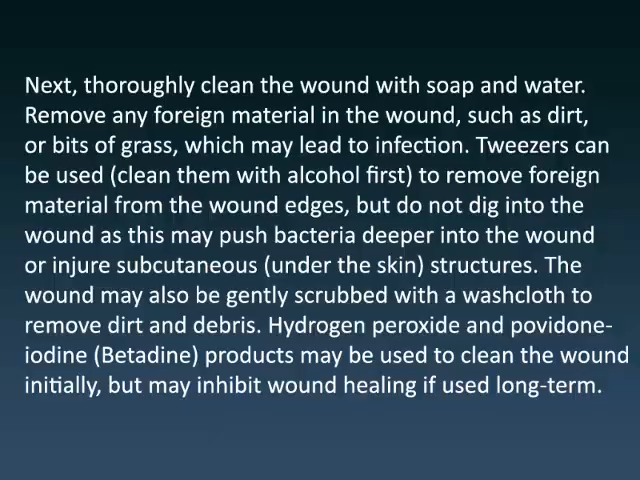 Next, thoroughly clean the wound with soap and water.
Remove any foreign material in the wound, such as dirt,
or bits of grass, which may lead to infection. Tweezers can
be used (clean them with alcohol first) to remove foreign
material from the wound edges, but do not dig into the
wound as this may push bacteria deeper into the wound
or injure subcutaneous (under the skin) structures. The
wound may also be gently scrubbed with a washcloth to
remove dirt and debris. Hydrogen peroxide and povidone-
iodine (Betadine) products may be used to clean the wound
initially, but may inhibit wound healing if used long-term.